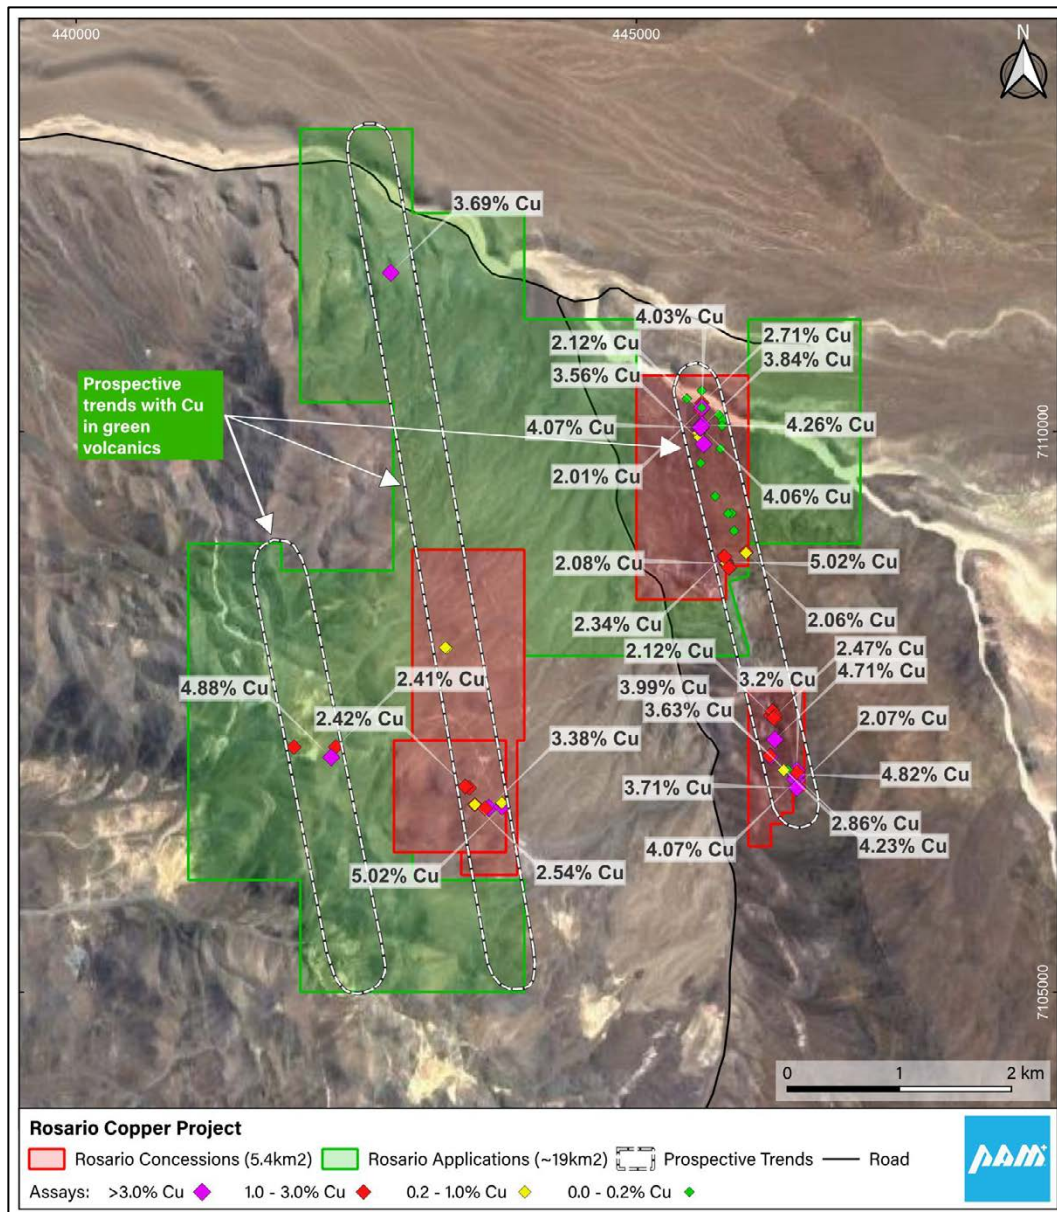 440000
445000
N
3.69% Cu
4.03% Cu
2.12% Cu
2.71% Cu
3.56% Cu
3.84% Cu
Prospective
trends with Cu
in green
volcanics
4.07% Cu
4.26% Cu
7110000
2.01% Cu
4.06% Cu
2.08% Cu
5.02% Cu
2.34% Cu
2.06% Cu
2.12% Cu
2.47% Cu
4.71% Cu
4.88% Cu
2.41% Cu
3.99% Cu
3.2% Cu
2.42% Cu
3.63% Cu
2.07% Cu
3.38% Cu
4.82% Cu
3.71% Cu
2.86% Cu
4.07% Cu
4.23% Cu
5.02% Cu
2.54% Cu
7105000
0 1 2 km
Rosario Copper Project
Rosario Concessions (5.4km2) Rosario Applications (~19km2) Prospective Trends Road
Assays: >3.0% Cu 1.0 - 3.0% Cu 0.2 - 1.0% Cu 0.0 - 0.2% Cu
PAM